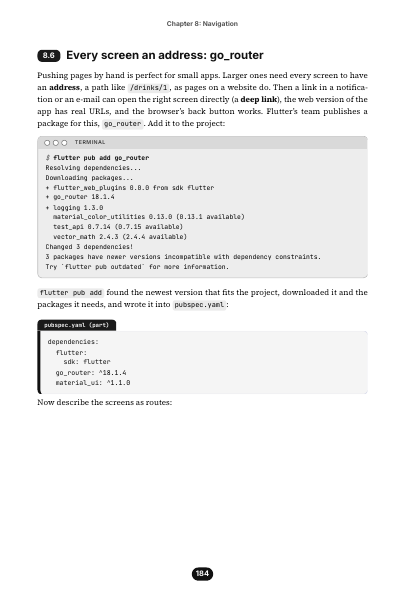 Chapter 8: Navigation
8.6 Every screen an address: go_router
Pushing pages by hand is perfect for small apps. Larger ones need every screen to have
an address, a path like /drinks/1, as pages on a website do. Then a link in a notifica-
tion or an e-mail can open the right screen directly (a deep link), the web version of the
app has real URLs, and the browser's back button works. Flutter's team publishes a
package for this, go_router. Add it to the project:
TERMINAL
$ flutter pub add go_router
Resolving dependencies...
Downloading packages...
+ flutter_web_plugins 0.0.0 from sdk flutter
+ go_router 18.1.4
+ logging 1.3.0
  material_color_utilities 0.13.0 (0.13.1 available)
  test_api 0.7.14 (0.7.15 available)
  vector_math 2.4.3 (2.4.4 available)
Changed 3 dependencies!
3 packages have newer versions incompatible with dependency constraints.
Try `flutter pub outdated` for more information.
flutter pub add found the newest version that fits the project, downloaded it and the
packages it needs, and wrote it into pubspec.yaml:
pubspec.yaml (part)
dependencies:
  flutter:
    sdk: flutter
  go_router: ^18.1.4
  material_ui: ^1.1.0
Now describe the screens as routes:
184